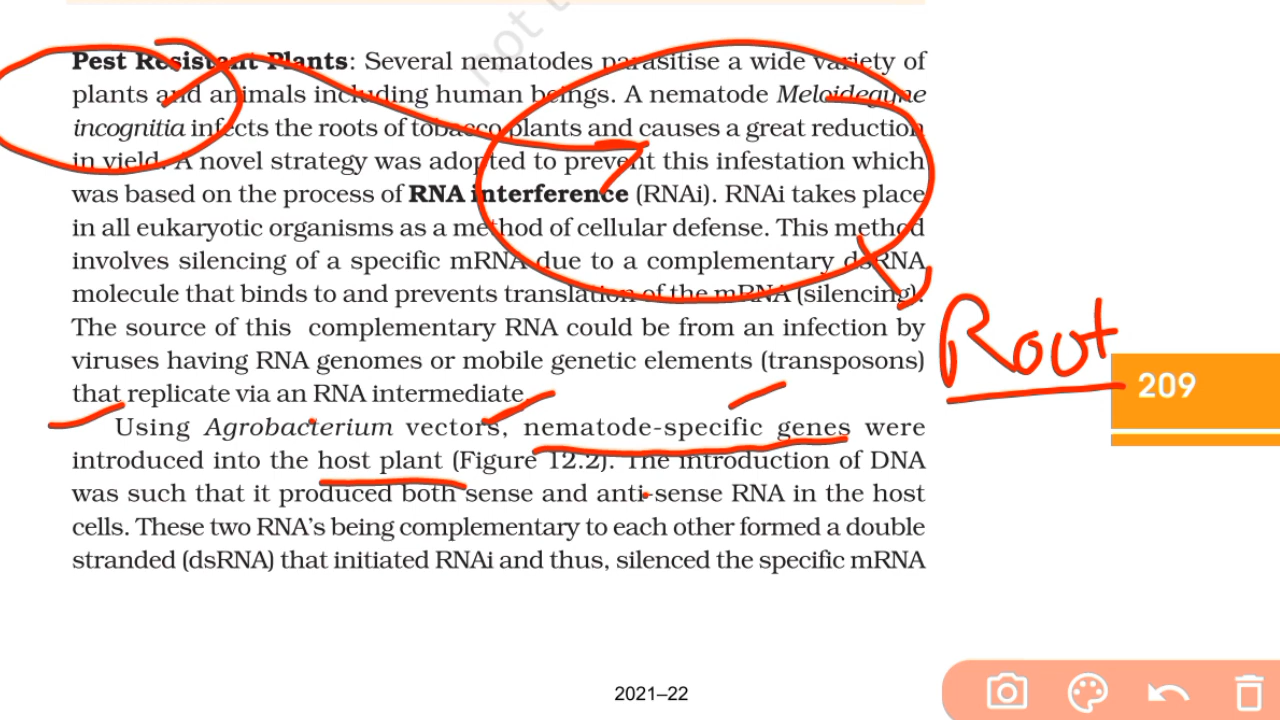 not t
Pest Resistant Plants: Several nematodes parasitise a wide variety of
plants and animals including human beings. A nematode Meloidegyne
incognitia infects the roots of tobacco plants and causes a great reduction
in yield. A novel strategy was adopted to prevent this infestation which
was based on the process of RNA interference (RNAi). RNAi takes place
in all eukaryotic organisms as a method of cellular defense. This method
involves silencing of a specific mRNA due to a complementary dsRNA
molecule that binds to and prevents translation of the mRNA (silencing).
The source of this complementary RNA could be from an infection by
viruses having RNA genomes or mobile genetic elements (transposons)
that replicate via an RNA intermediate.
Root
209
Using Agrobacterium vectors, nematode-specific genes were
introduced into the host plant (Figure 12.2). The introduction of DNA
was such that it produced both sense and anti-sense RNA in the host
cells. These two RNA's being complementary to each other formed a double
stranded (dsRNA) that initiated RNAi and thus, silenced the specific mRNA
2021–22